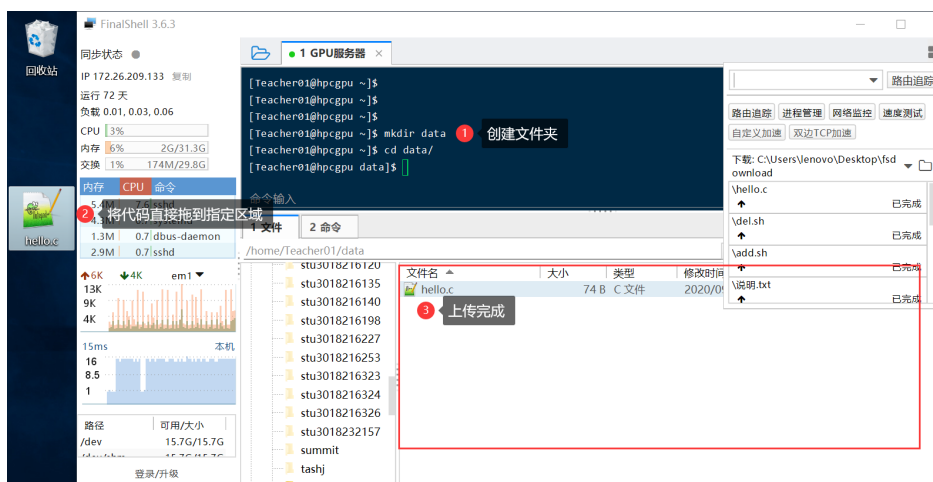 FinalShell 3.6.3
回收站
hello.c
同步状态
IP 172.26.209.133 复制
运行 72 天
负载 0.01, 0.03, 0.06
CPU 3%
内存 6% 2G/31.3G
交换 1% 174M/29.8G
内存 CPU 命令
5.4M 7.6 sshd
2 将代码直接拖到指定区域
1.3M 0.7 dbus-daemon
2.9M 0.7 sshd
6K 4K em1
13K
9K
4K
15ms 本机
16
8.5
1
路径 可用/大小
/dev 15.7G/15.7G
登录/升级
1 GPU服务器
[Teacher01@hpcgpu ~]$
[Teacher01@hpcgpu ~]$
[Teacher01@hpcgpu ~]$
[Teacher01@hpcgpu ~]$ mkdir data
1 创建文件夹
[Teacher01@hpcgpu ~]$ cd data/
[Teacher01@hpcgpu data]$
命令输入
1 文件 2 命令
/home/Teacher01/data
stu3018216120
stu3018216135
stu3018216140
stu3018216198
stu3018216227
stu3018216253
stu3018216323
stu3018216324
stu3018216326
stu3018232157
summit
tashj
文件名 大小 类型 修改时间
hello.c 74 B C 文件 2020/09
3 上传完成
路由追踪
路由追踪 进程管理 网络监控 速度测试
自定义加速 双边TCP加速
下载: C:\Users\lenovo\Desktop\fsd
ownload
\hello.c
已完成
\del.sh
已完成
\add.sh
已完成
\说明.txt
已完成